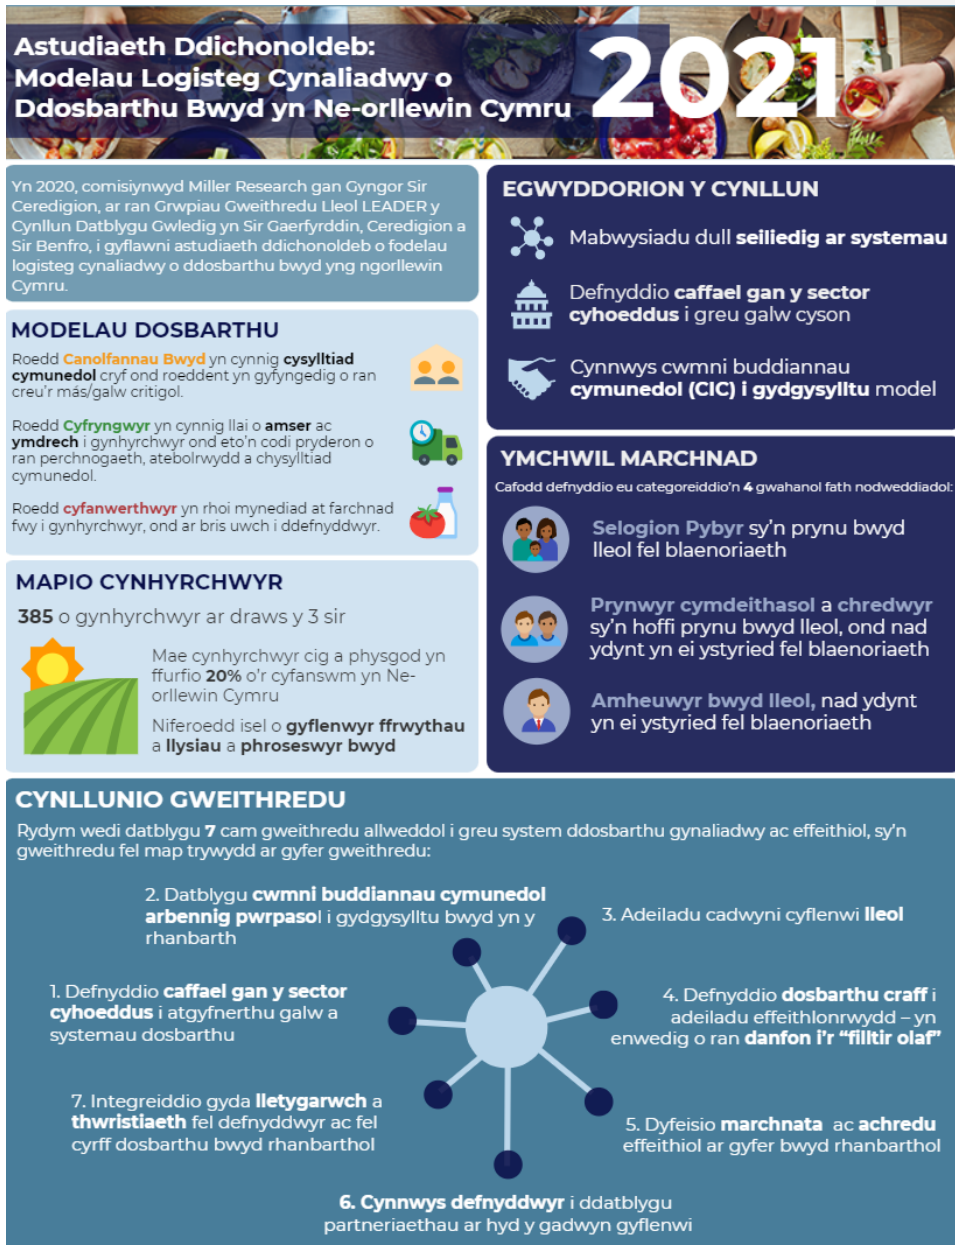 Astudiaeth Ddichonoldeb:
Modelau Logisteg Cynaliadwy o
Ddosbarthu Bwyd yn Ne-orllewin Cymru
2021
Yn 2020, comisiynwyd Miller Research gan Gyngor Sir
Ceredigion, ar ran Grwpiau Gweithredu Lleol LEADER y
Cynllun Datblygu Gwledig yn Sir Gaerfyrddin, Ceredigion a
Sir Benfro, i gyflawni astudiaeth ddichonoldeb o fodelau
logisteg cynaliadwy o ddosbarthu bwyd yng ngorllewin
Cymru.
MODELAU DOSBARTHU
Roedd Canolfannau Bwyd yn cynnig cysylltiad
cymunedol cryf ond roeddent yn gyfyngedig o ran
creu'r más/galw critigol.
Roedd Cyfryngwyr yn cynnig llai o amser ac
ymdrech i gynhyrchwyr ond eto'n codi pryderon o
ran perchnogaeth, atebolrwydd a chysylltiad
cymunedol.
Roedd cyfanwerthwyr yn rhoi mynediad at farchnad
fwy i gynhyrchwyr, ond ar bris uwch i ddefnyddwyr.
MAPIO CYNHYRCHWYR
385 o gynhyrchwyr ar draws y 3 sir
Mae cynhyrchwyr cig a physgod yn
ffurfio 20% o'r cyfanswm yn Ne-
orllewin Cymru
Niferoedd isel o gyflenwyr ffrwythau
a llysiau a phroseswyr bwyd
EGWYDDORION Y CYNLLUN
Mabwysiadu dull seiliedig ar systemau
Defnyddio caffael gan y sector
cyhoeddus i greu galw cyson
Cynnwys cwmni buddiannau
cymunedol (CIC) i gydgysylltu model
YMCHWIL MARCHNAD
Cafodd defnyddio eu categoreiddio'n 4 gwahanol fath nodweddiadol:
Selogion Pybyr sy'n prynu bwyd
lleol fel blaenoriaeth
Prynwyr cymdeithasol a chredwyr
sy'n hoffi prynu bwyd lleol, ond nad
ydynt yn ei ystyried fel blaenoriaeth
Amheuwyr bwyd lleol, nad ydynt
yn ei ystyried fel blaenoriaeth
CYNLLUNIO GWEITHREDU
Rydym wedi datblygu 7 cam gweithredu allweddol i greu system ddosbarthu gynaliadwy ac effeithiol, sy'n
gweithredu fel map trywydd ar gyfer gweithredu:
1. Defnyddio caffael gan y sector
cyhoeddus i atgyfnerthu galw a
systemau dosbarthu
2. Datblygu cwmni buddiannau cymunedol
arbennig pwrpasol i gydgysylltu bwyd yn y
rhanbarth
3. Adeiladu cadwyni cyflenwi lleol
4. Defnyddio dosbarthu craff i
adeiladu effeithlonrwydd – yn
enwedig o ran danfon i'r "filltir olaf"
5. Dyfeisio marchnata ac achredu
effeithiol ar gyfer bwyd rhanbarthol
6. Cynnwys defnyddwyr i ddatblygu
partneriaethau ar hyd y gadwyn gyflenwi
7. Integreiddio gyda lletygarwch a
thwristiaeth fel defnyddwyr ac fel
cyrff dosbarthu bwyd rhanbarthol